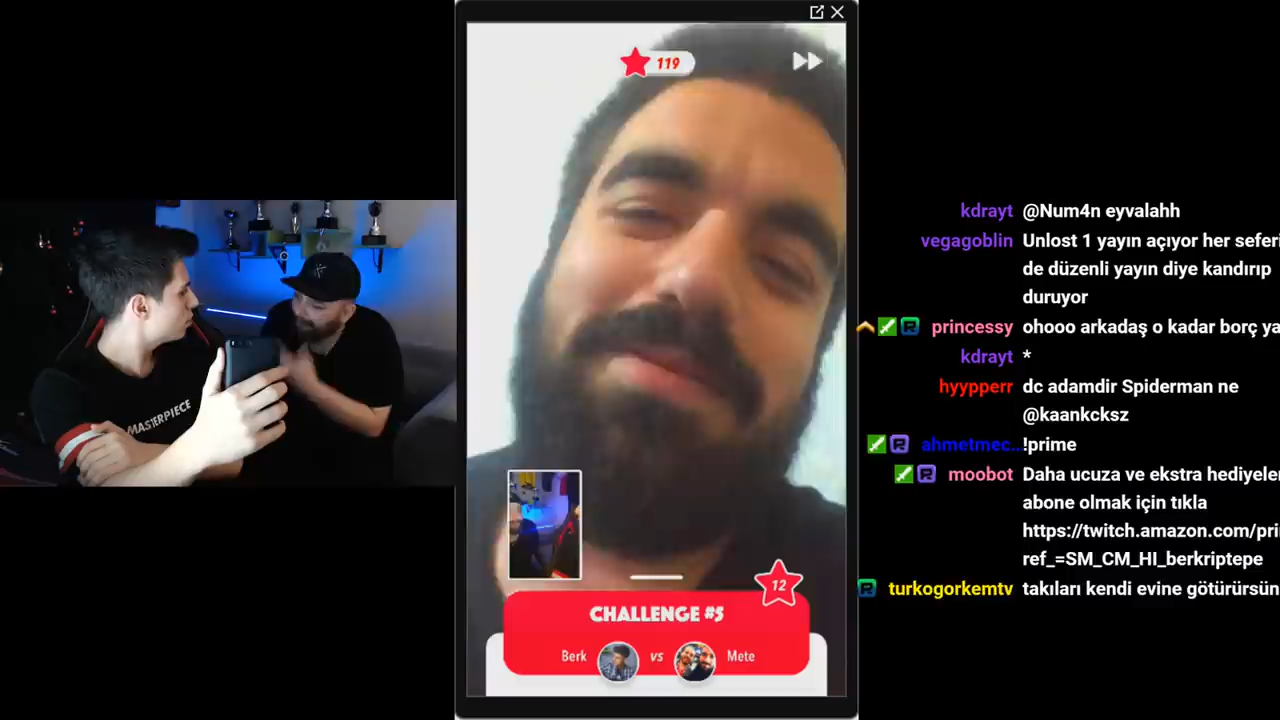 119
MASTERPIECE
12
CHALLENGE #5
Berk vs Mete
kdrayt @Num4n eyvalahh
vegagoblin Unlost 1 yayın açıyor her seferi
de düzenli yayın diye kandırıp
duruyor
princessy ohooo arkadaş o kadar borç ya
kdrayt *
hyypperr dc adamdir Spiderman ne
@kaankcksz
ahmetmec... !prime
moobot Daha ucuza ve ekstra hediyeler
abone olmak için tıkla
https://twitch.amazon.com/pri
ref_=SM_CM_HI_berkriptepe
turkogorkemtv takıları kendi evine götürürsün